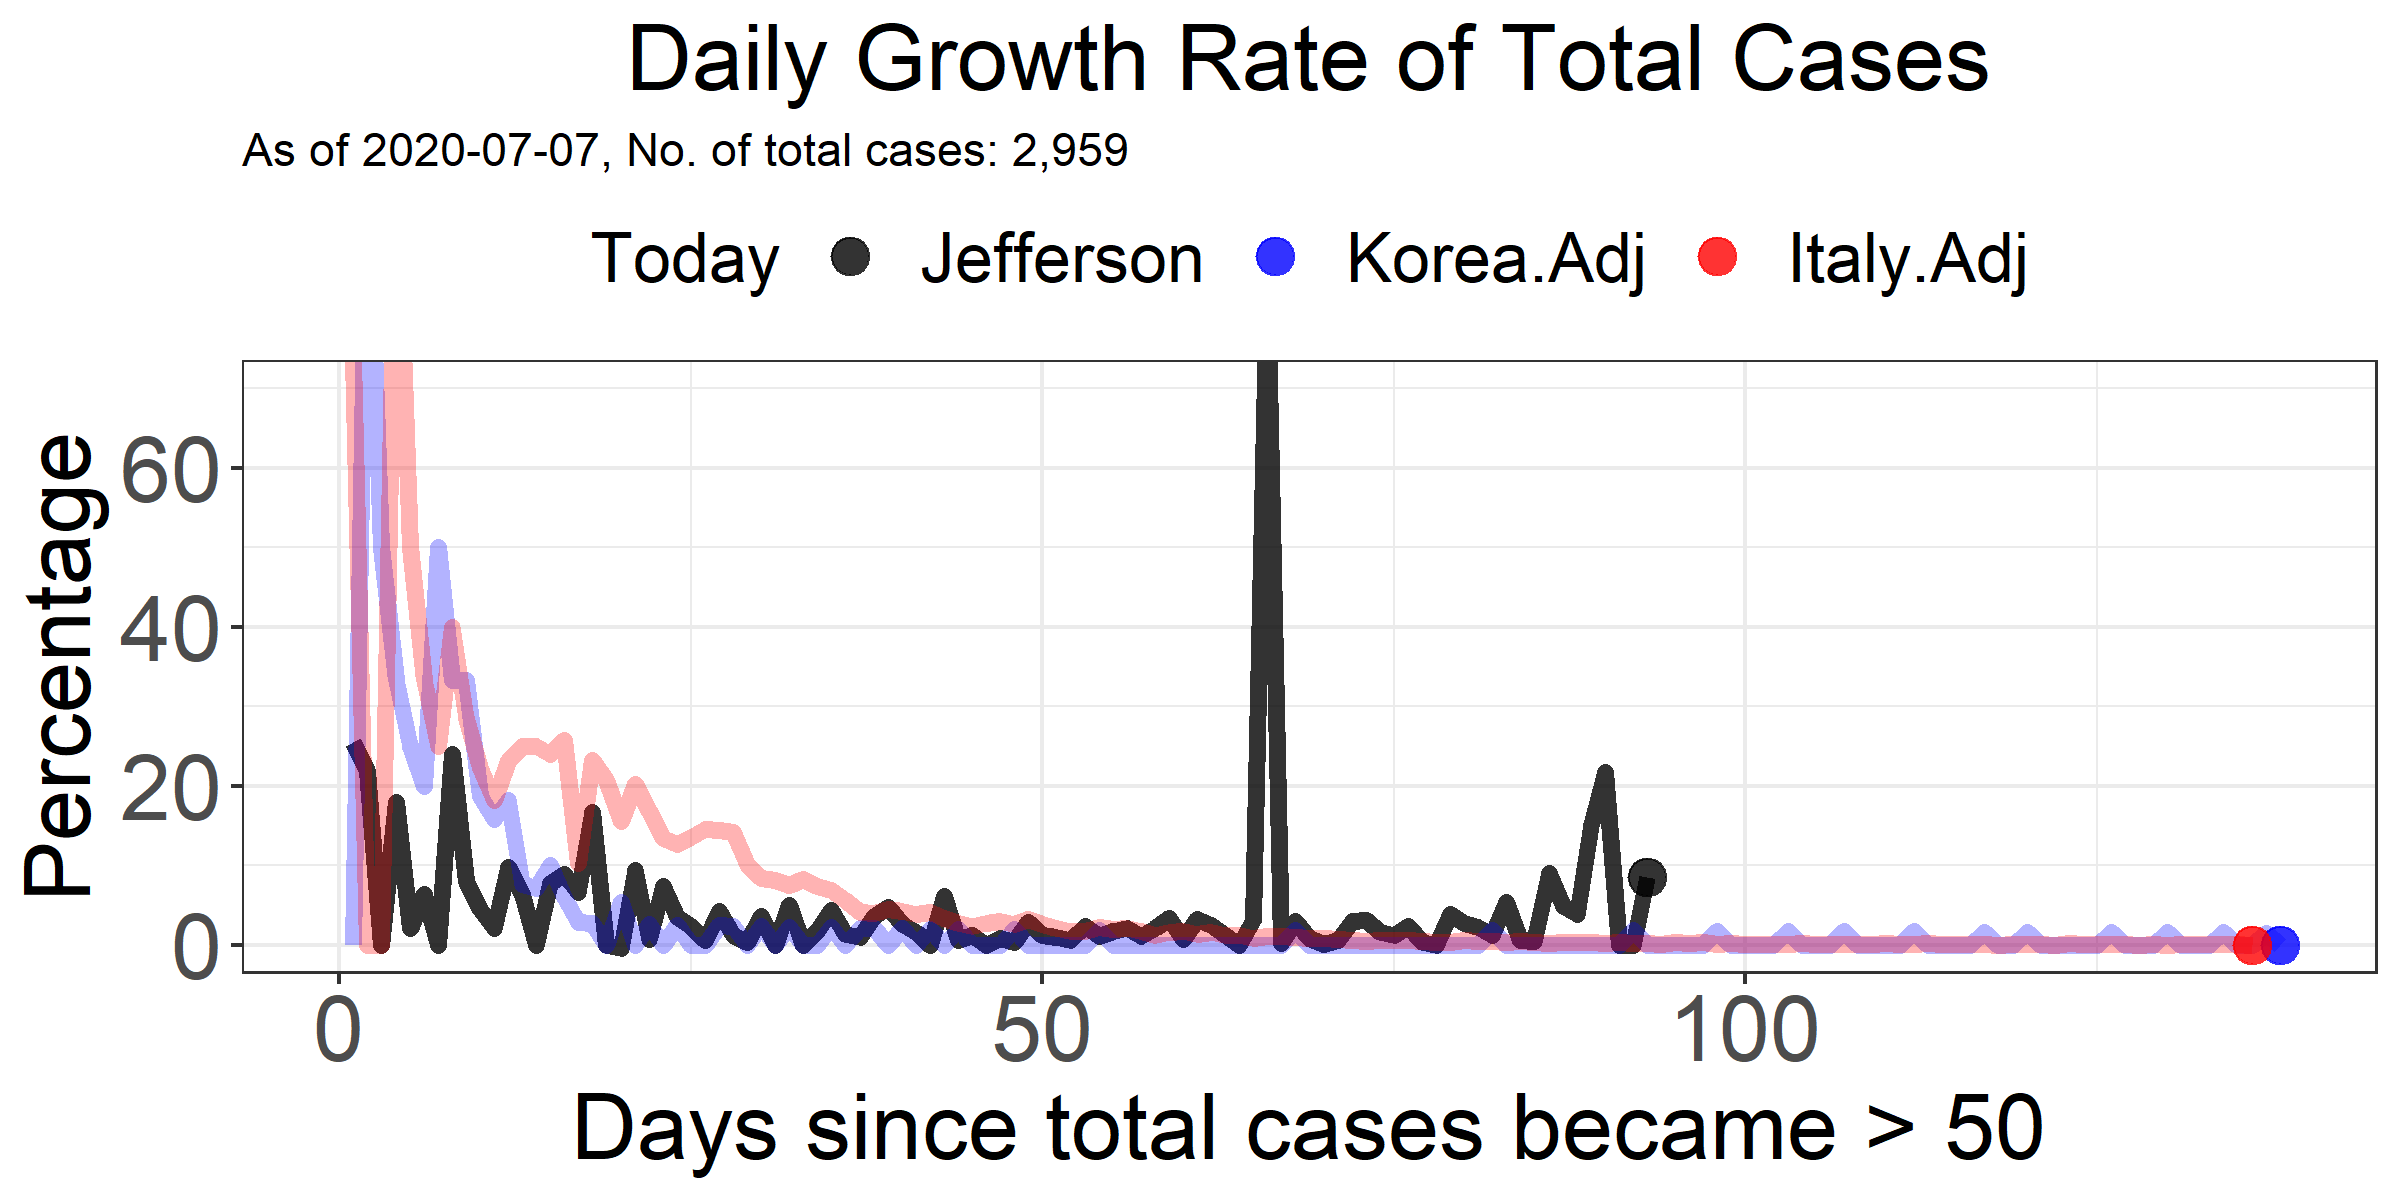 Daily Growth Rate of Total Cases
As of 2020-07-07, No. of total cases: 2,959
Today Jefferson Korea.Adj Italy.Adj
Percentage
60
40
20
0
0 50 100
Days since total cases became > 50